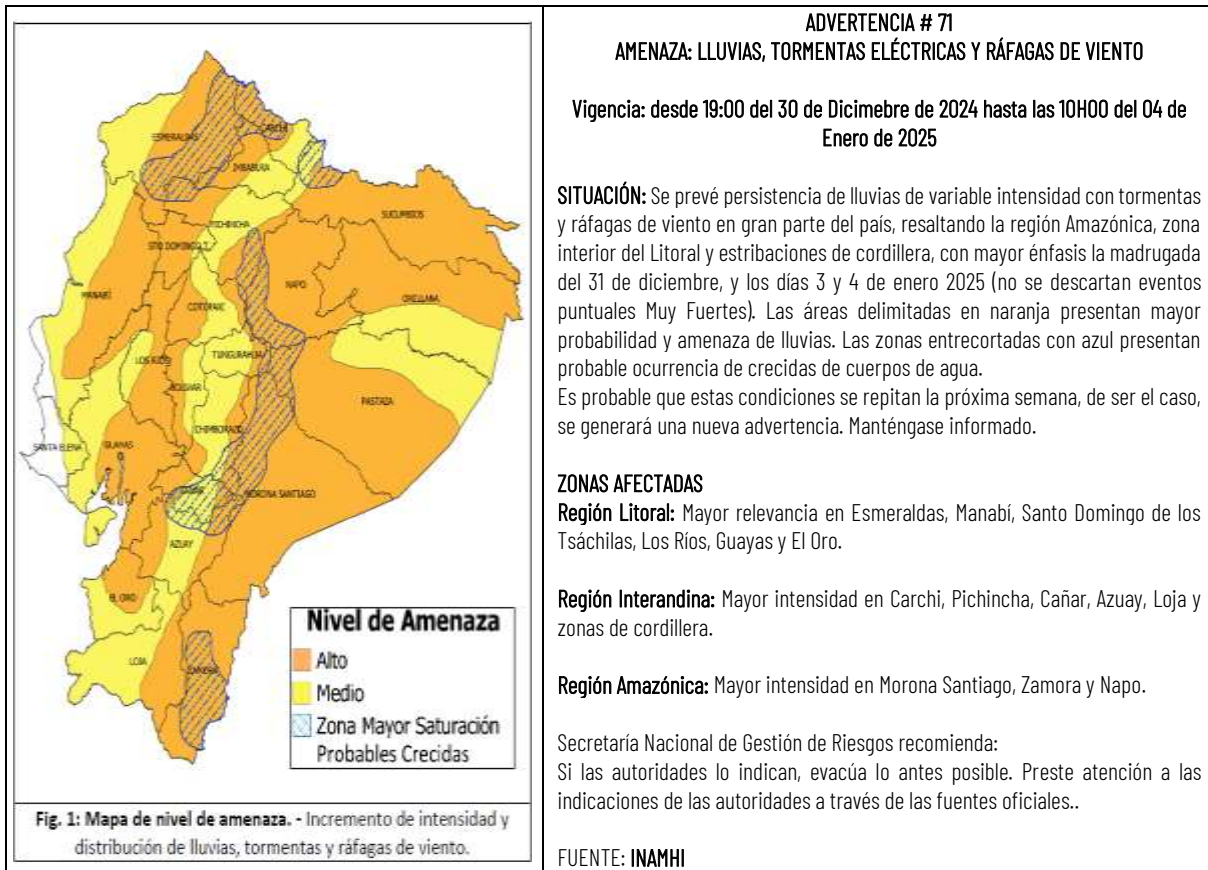 ESMERALDAS
CARCHI
IMBABURA
SUCUMBIOS
PICHINCHA
STO DOMINGO T.
NAPO
ORELLANA
MANABÍ
COTOPAXI
LOS RIOS
TUNGURAHUA
BOLIVAR
PASTAZA
CHIMBORAZO
SANTA ELENA
GUAYAS
MORONA SANTIAGO
AZUAY
EL ORO
LOJA
ZAMORA
Nivel de Amenaza
Alto
Medio
Zona Mayor Saturación
Probables Crecidas
Fig. 1: Mapa de nivel de amenaza. - Incremento de intensidad y
distribución de lluvias, tormentas y ráfagas de viento.
ADVERTENCIA # 71
AMENAZA: LLUVIAS, TORMENTAS ELÉCTRICAS Y RÁFAGAS DE VIENTO
Vigencia: desde 19:00 del 30 de Dicimebre de 2024 hasta las 10H00 del 04 de
Enero de 2025
SITUACIÓN: Se prevé persistencia de lluvias de variable intensidad con tormentas
y ráfagas de viento en gran parte del país, resaltando la región Amazónica, zona
interior del Litoral y estribaciones de cordillera, con mayor énfasis la madrugada
del 31 de diciembre, y los días 3 y 4 de enero 2025 (no se descartan eventos
puntuales Muy Fuertes). Las áreas delimitadas en naranja presentan mayor
probabilidad y amenaza de lluvias. Las zonas entrecortadas con azul presentan
probable ocurrencia de crecidas de cuerpos de agua.
Es probable que estas condiciones se repitan la próxima semana, de ser el caso,
se generará una nueva advertencia. Manténgase informado.
ZONAS AFECTADAS
Región Litoral: Mayor relevancia en Esmeraldas, Manabí, Santo Domingo de los
Tsáchilas, Los Ríos, Guayas y El Oro.
Región Interandina: Mayor intensidad en Carchi, Pichincha, Cañar, Azuay, Loja y
zonas de cordillera.
Región Amazónica: Mayor intensidad en Morona Santiago, Zamora y Napo.
Secretaría Nacional de Gestión de Riesgos recomienda:
Si las autoridades lo indican, evacúa lo antes posible. Preste atención a las
indicaciones de las autoridades a través de las fuentes oficiales..
FUENTE: INAMHI